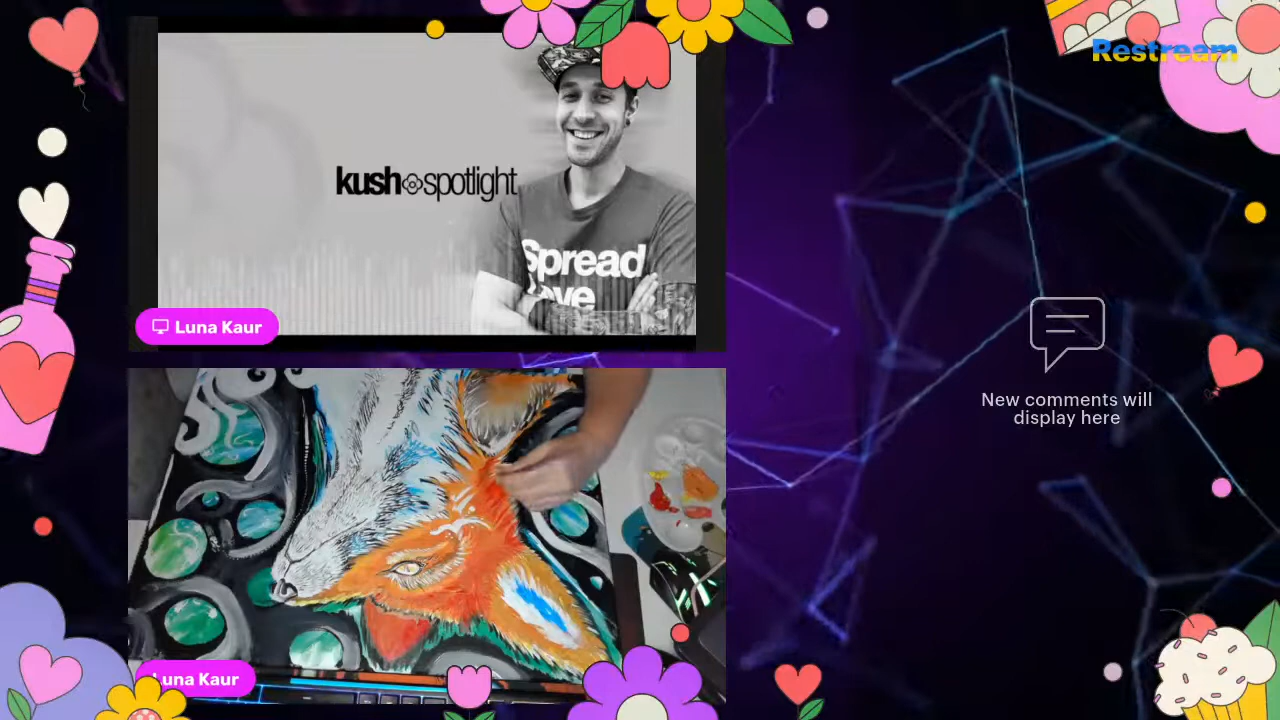 Restream
kush spotlight
Spread
Love
Luna Kaur
New comments will
display here
Luna Kaur